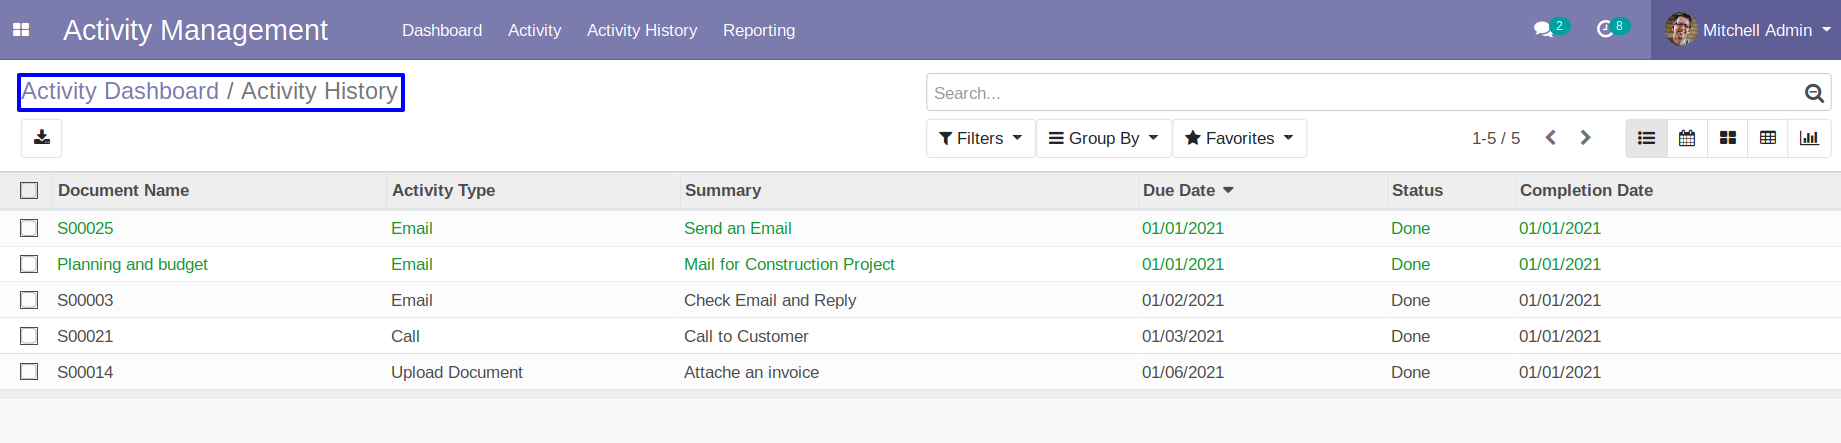 Activity Management Dashboard Activity Activity History Reporting 2 8 Mitchell Admin
Activity Dashboard / Activity History
Search...
Filters Group By Favorites 1-5 / 5
Document Name Activity Type Summary Due Date Status Completion Date
S00025 Email Send an Email 01/01/2021 Done 01/01/2021
Planning and budget Email Mail for Construction Project 01/01/2021 Done 01/01/2021
S00003 Email Check Email and Reply 01/02/2021 Done 01/01/2021
S00021 Call Call to Customer 01/03/2021 Done 01/01/2021
S00014 Upload Document Attache an invoice 01/06/2021 Done 01/01/2021